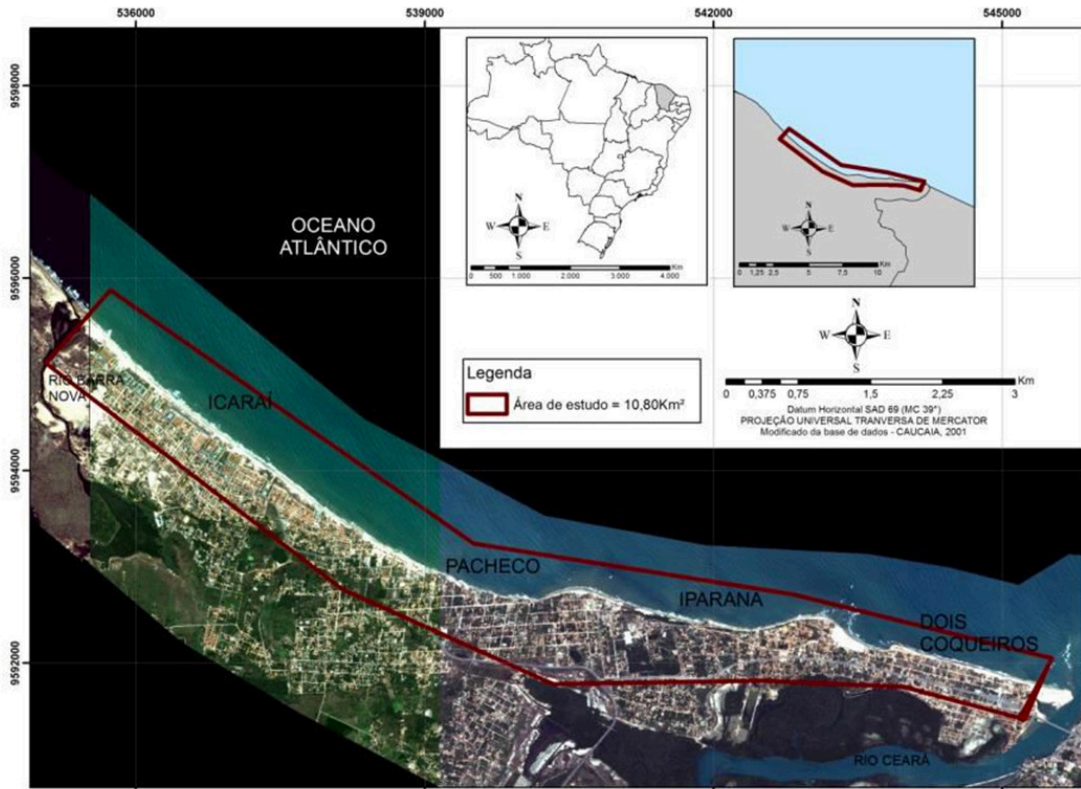 536000
539000
542000
545000
9598000
9596000
9594000
9592000
OCEANO
ATLÂNTICO
N
W
E
S
Km
0 500 1.000 2.000 3.000 4.000
N
W
E
S
Km
0 1,25 2,5 5 7,5 10
N
W
E
S
Km
0 0,375 0,75 1,5 2,25 3
Datum Horizontal SAD 69 (MC 39°)
PROJEÇÃO UNIVERSAL TRANVERSA DE MERCATOR
Modificado da base de dados - CAUCAIA, 2001
Legenda
Área de estudo = 10,80Km²
RIO BARRA
NOVA
ICARAÍ
PACHECO
IPARANA
DOIS
COQUEIROS
RIO CEARÁ